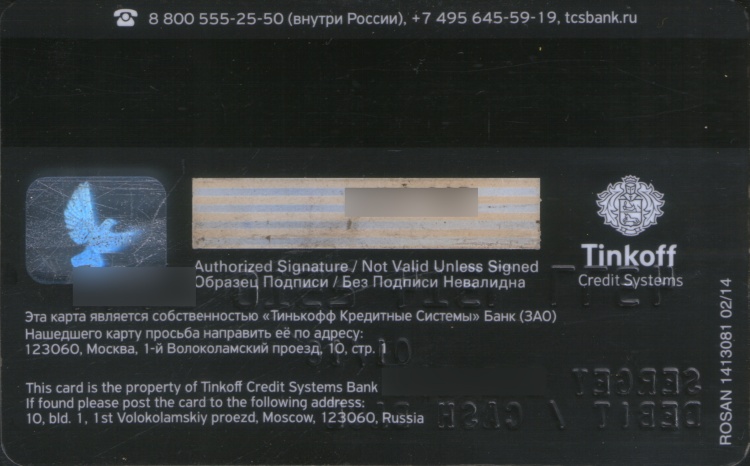 8 800 555-25-50 (внутри России), +7 495 645-59-19, tcsbank.ru
Tinkoff
Credit Systems
Authorized Signature / Not Valid Unless Signed
Образец Подписи / Без Подписи Невалидна
Эта карта является собственностью «Тинькофф Кредитные Системы» Банк (ЗАО)
Нашедшего карту просьба направить её по адресу:
123060, Москва, 1-й Волоколамский проезд, 10, стр. 1
This card is the property of Tinkoff Credit Systems Bank
If found please post the card to the following address:
10, bld. 1, 1st Volokolamskiy proezd, Moscow, 123060, Russia
SERGEY
DEBIT / CASH
ROSAN 1413081 02/14